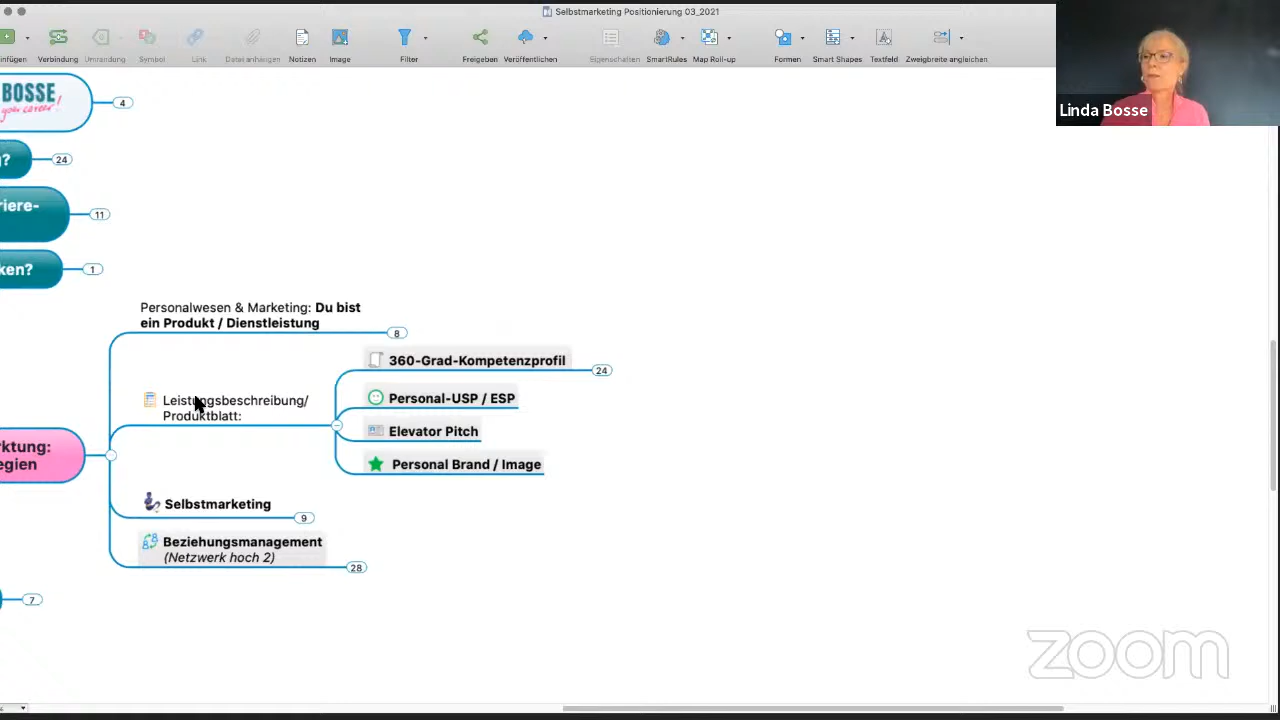 Selbstmarketing Positionierung 03_2021
infügen
Verbindung
Umrandung
Symbol
Link
Datei anhängen
Notizen
Image
Filter
Freigeben
Veröffentlichen
Eigenschaften
SmartRules
Map Roll-up
Formen
Smart Shapes
Textfeld
Zweigbreite angleichen
Linda Bosse
BOSSE
your career!
4
g?
24
riere-
11
ken?
1
Personalwesen & Marketing: Du bist
ein Produkt / Dienstleistung
8
360-Grad-Kompetenzprofil
24
Personal-USP / ESP
Leistungsbeschreibung/
Produktblatt:
Elevator Pitch
Personal Brand / Image
rktung:
egien
Selbstmarketing
9
Beziehungsmanagement
(Netzwerk hoch 2)
28
7
zoom